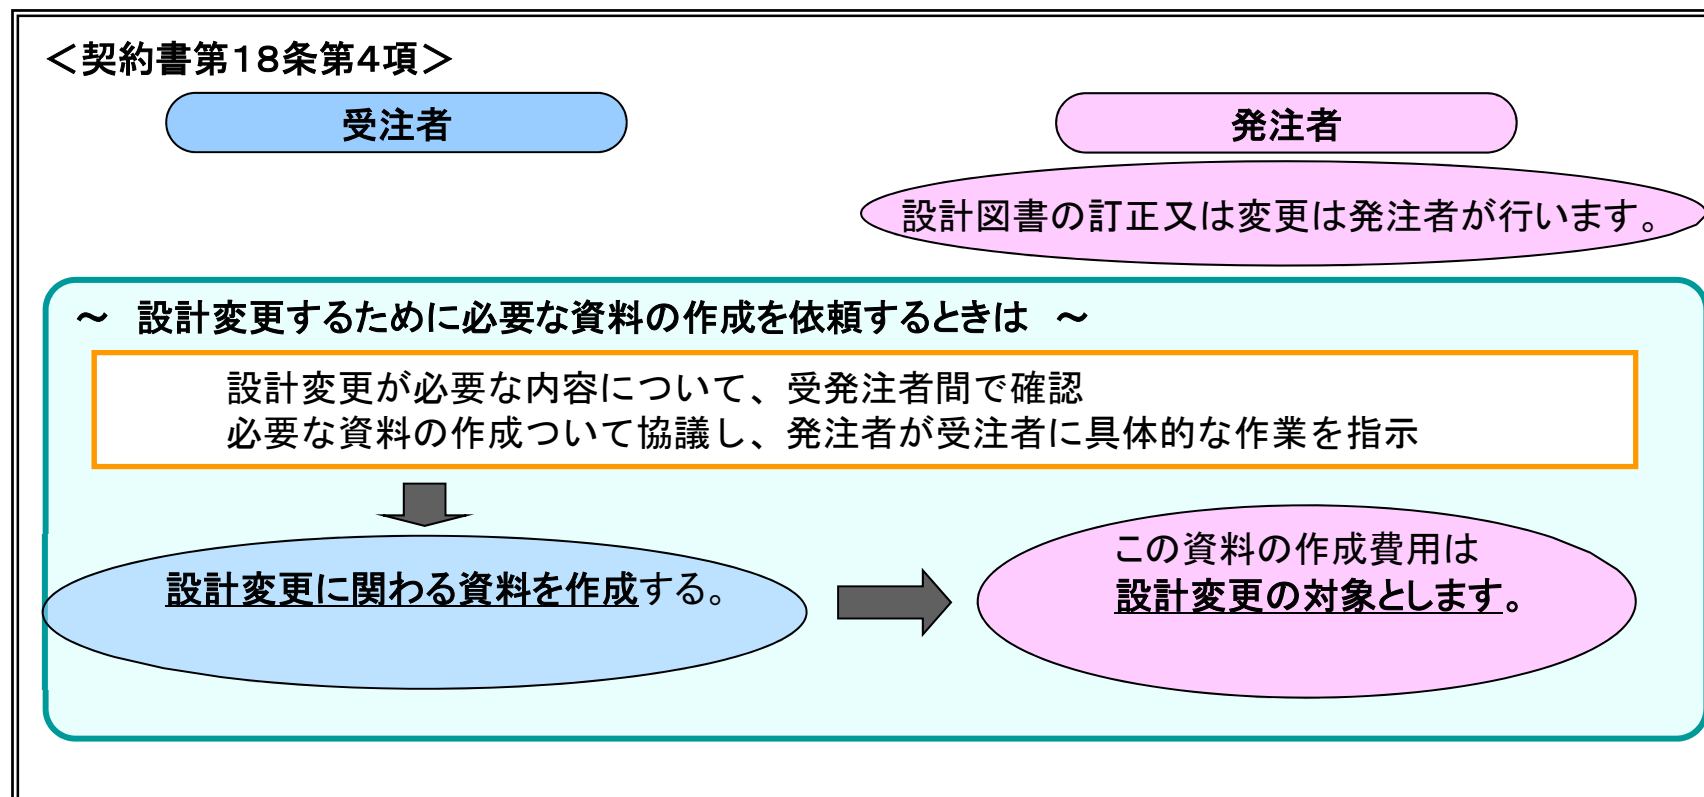 ＜契約書第１８条第４項＞
受注者
発注者
設計図書の訂正又は変更は発注者が行います。
～　設計変更するために必要な資料の作成を依頼するときは　～
設計変更が必要な内容について、受発注者間で確認
必要な資料の作成ついて協議し、発注者が受注者に具体的な作業を指示
設計変更に関わる資料を作成する。
この資料の作成費用は
設計変更の対象とします。